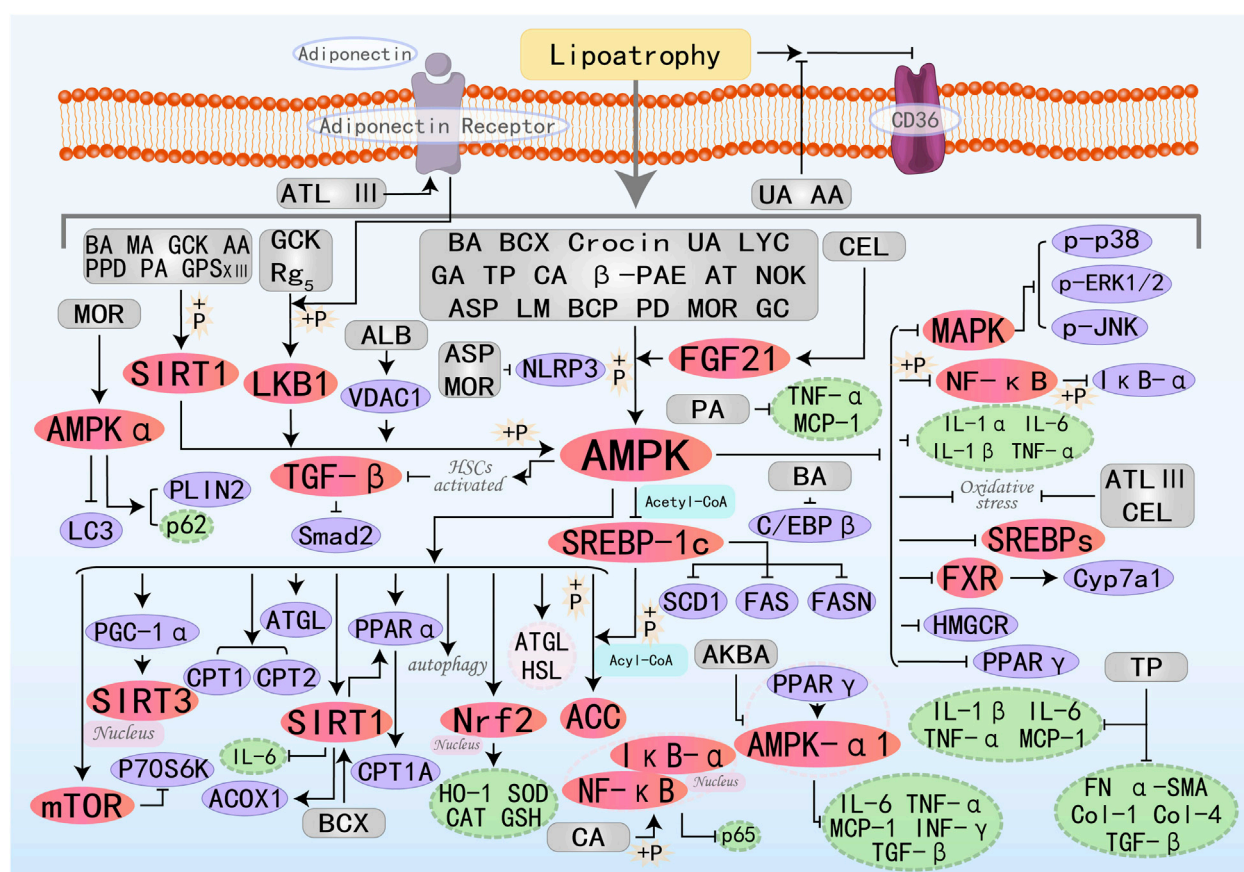 Adiponectin
Lipoatrophy
Adiponectin Receptor
CD36
ATL III
UA AA
BA MA GCK AA
PPD PA GPSXIII
GCK
Rg5
BA BCX Crocin UA LYC
GA TP CA β-PAE AT NOK
ASP LM BCP PD MOR GC
CEL
p-p38
p-ERK1/2
p-JNK
MOR
+
P
+P
ALB
ASP
MOR
NLRP3
+
P
FGF21
MAPK
SIRT1
LKB1
VDAC1
TNF-α
MCP-1
PA
+P
NF-κB
+P
IκB-α
AMPKα
+P
AMPK
IL-1α IL-6
IL-1β TNF-α
TGF-β
HSCs
activated
BA
Oxidative
stress
ATL III
CEL
PLIN2
p62
LC3
Smad2
Acetyl-CoA
C/EBPβ
SREBP-1c
SREBPs
FXR
Cyp7a1
SCD1
FAS
FASN
HMGCR
PPARγ
PGC-1α
ATGL
PPARα
+
P
+
P
ATGL
HSL
Acyl-CoA
autophagy
CPT1
CPT2
AKBA
PPARγ
TP
SIRT3
Nucleus
SIRT1
Nrf2
Nucleus
ACC
AMPK-α1
IL-1β IL-6
TNF-α MCP-1
IL-6
P70S6K
CPT1A
IκB-α
NF-κB
Nucleus
mTOR
ACOX1
BCX
HO-1 SOD
CAT GSH
CA
+P
p65
IL-6 TNF-α
MCP-1 INF-γ
TGF-β
FN α-SMA
Col-1 Col-4
TGF-β